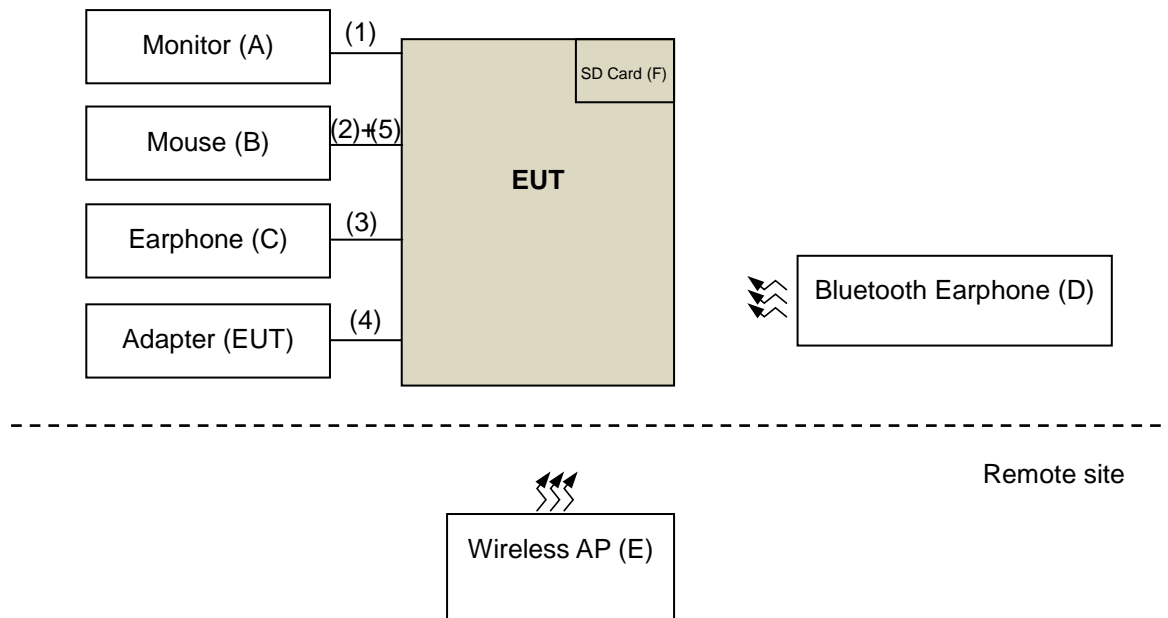 Monitor (A)
(1)
SD Card (F)
Mouse (B)
(2)+(5)
EUT
Earphone (C)
(3)
Bluetooth Earphone (D)
Adapter (EUT)
(4)
Remote site
Wireless AP (E)